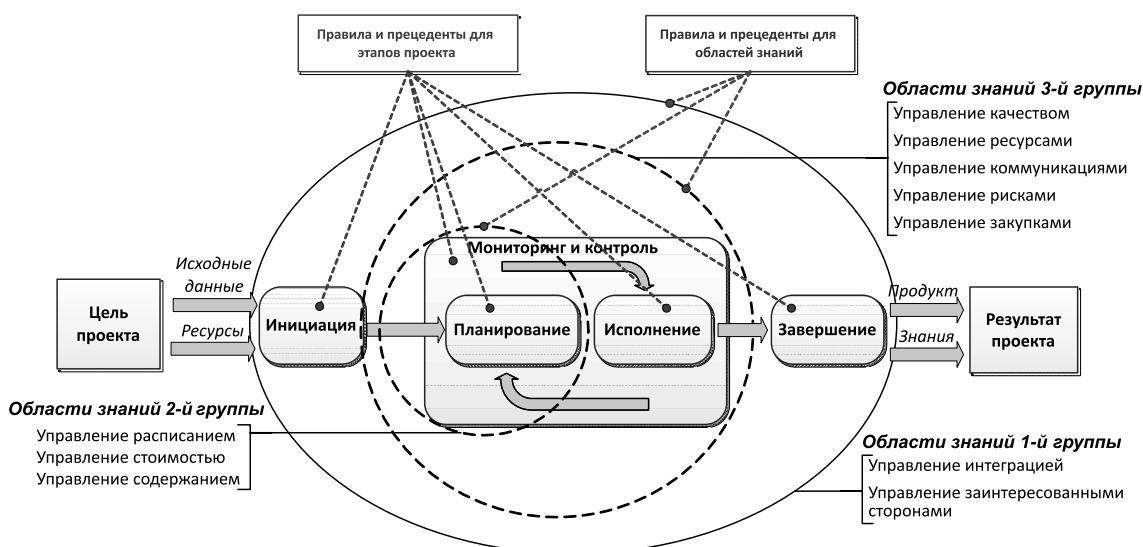 Правила и прецеденты для
этапов проекта
Правила и прецеденты для
областей знаний
Области знаний 3-й группы
Управление качеством
Управление ресурсами
Управление коммуникациями
Управление рисками
Управление закупками
Мониторинг и контроль
Исходные
данные
Ресурсы
Цель
проекта
Инициация
Планирование
Исполнение
Завершение
Продукт
Знания
Результат
проекта
Области знаний 2-й группы
Управление расписанием
Управление стоимостью
Управление содержанием
Области знаний 1-й группы
Управление интеграцией
Управление заинтересованными
сторонами